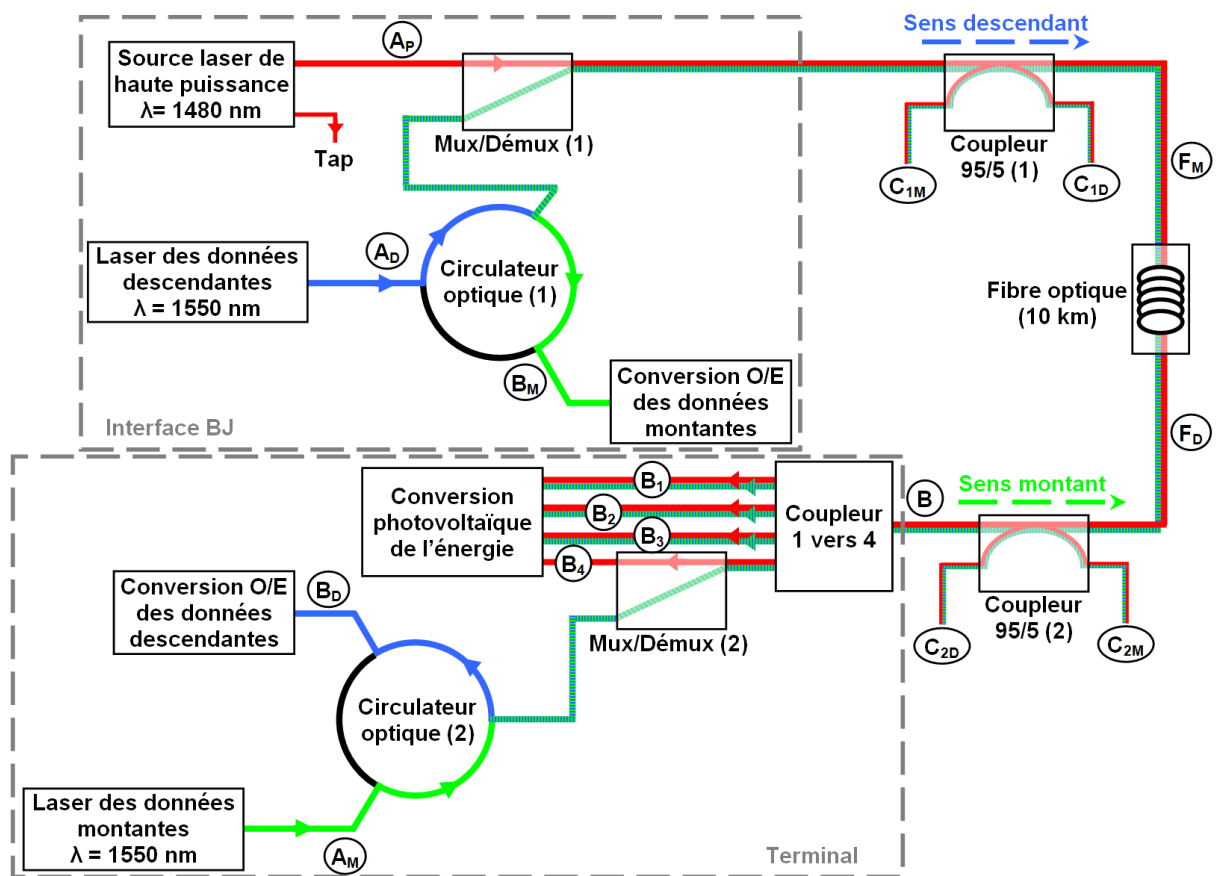 Source laser de
haute puissance
λ= 1480 nm
Tap
A_P
Mux/Démux (1)
Sens descendant
Coupleur
95/5 (1)
C_1M
C_1D
F_M
Laser des données
descendantes
λ = 1550 nm
A_D
Circulateur
optique (1)
B_M
Conversion O/E
des données
montantes
Interface BJ
Fibre optique
(10 km)
F_D
Conversion
photovoltaïque
de l'énergie
B_1
B_2
B_3
B_4
Coupleur
1 vers 4
B
Sens montant
Coupleur
95/5 (2)
C_2D
C_2M
Mux/Démux (2)
Conversion O/E
des données
descendantes
B_D
Circulateur
optique (2)
Laser des données
montantes
λ = 1550 nm
A_M
Terminal